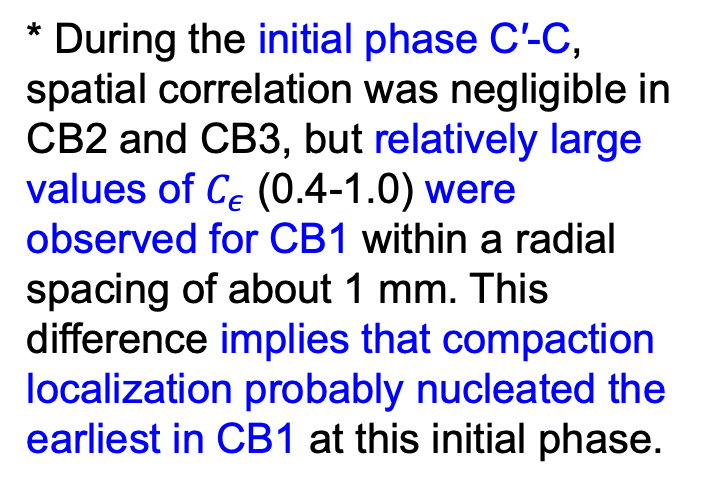 * During the initial phase C′-C,
spatial correlation was negligible in
CB2 and CB3, but relatively large
values of 𝐶𝜖 (0.4-1.0) were
observed for CB1 within a radial
spacing of about 1 mm. This
difference implies that compaction
localization probably nucleated the
earliest in CB1 at this initial phase.